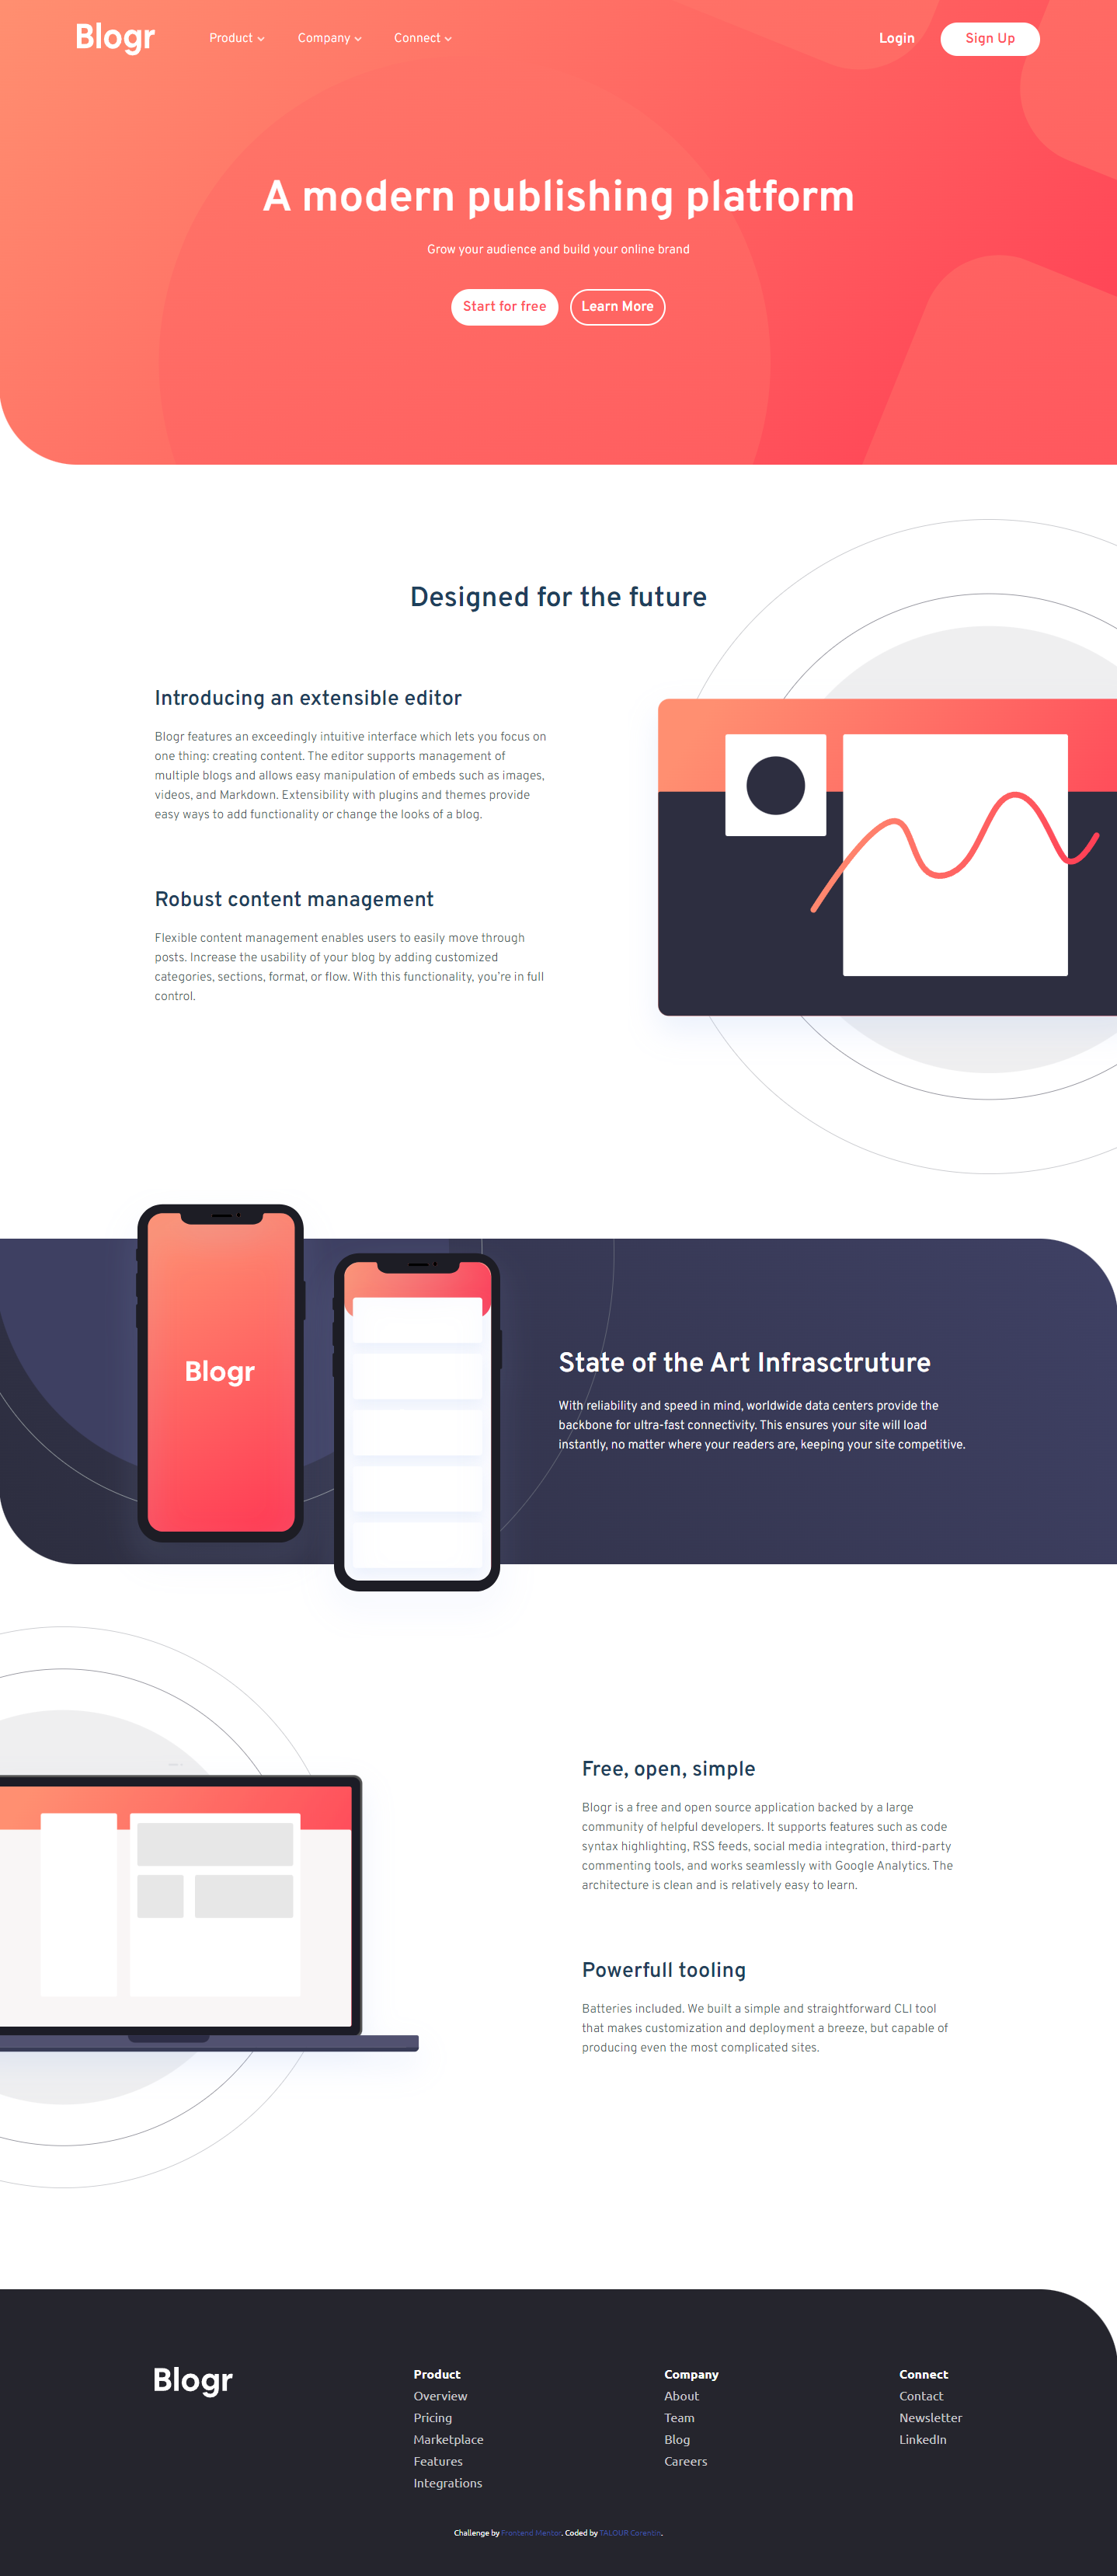 Blogr
Product
Company
Connect
Login
Sign Up
A modern publishing platform
Grow your audience and build your online brand
Start for free
Learn More
Designed for the future
Introducing an extensible editor
Blogr features an exceedingly intuitive interface which lets you focus on
one thing: creating content. The editor supports management of
multiple blogs and allows easy manipulation of embeds such as images,
videos, and Markdown. Extensibility with plugins and themes provide
easy ways to add functionality or change the looks of a blog.
Robust content management
Flexible content management enables users to easily move through
posts. Increase the usability of your blog by adding customized
categories, sections, format, or flow. With this functionality, you're in full
control.
Blogr
State of the Art Infrasctruture
With reliability and speed in mind, worldwide data centers provide the
backbone for ultra-fast connectivity. This ensures your site will load
instantly, no matter where your readers are, keeping your site competitive.
Free, open, simple
Blogr is a free and open source application backed by a large
community of helpful developers. It supports features such as code
syntax highlighting, RSS feeds, social media integration, third-party
commenting tools, and works seamlessly with Google Analytics. The
architecture is clean and is relatively easy to learn.
Powerfull tooling
Batteries included. We built a simple and straightforward CLI tool
that makes customization and deployment a breeze, but capable of
producing even the most complicated sites.
Blogr
Product
Overview
Pricing
Marketplace
Features
Integrations
Company
About
Team
Blog
Careers
Connect
Contact
Newsletter
LinkedIn
Challenge by Frontend Mentor. Coded by TALOUR Corentin.